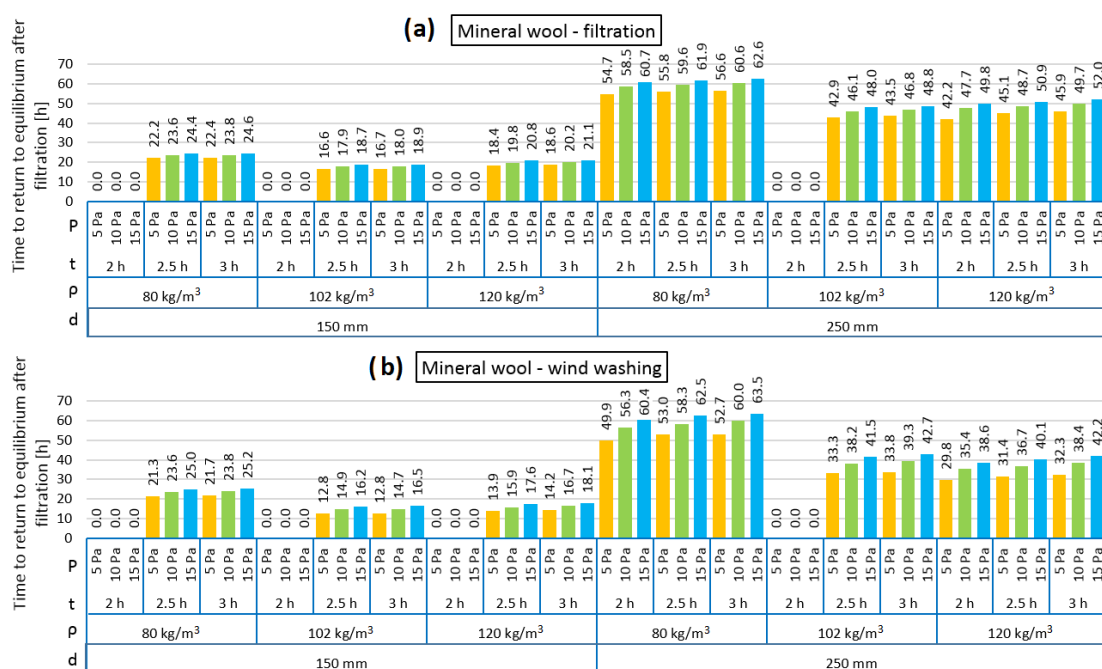 (a) Mineral wool - filtration
Time to return to equilibrium after
filtration [h]
70
60
50
40
30
20
10
0
0.0 0.0 0.0 22.2 23.6 24.4 22.4 23.8 24.6 0.0 0.0 0.0 16.6 17.9 18.7 16.7 18.0 18.9 0.0 0.0 0.0 18.4 19.8 20.8 18.6 20.2 21.1 54.7 58.5 60.7 55.8 59.6 61.9 56.6 60.6 62.6 0.0 0.0 0.0 42.9 46.1 48.0 43.5 46.8 48.8 42.2 47.7 49.8 45.1 48.7 50.9 45.9 49.7 52.0
P 5 Pa 10 Pa 15 Pa 5 Pa 10 Pa 15 Pa 5 Pa 10 Pa 15 Pa 5 Pa 10 Pa 15 Pa 5 Pa 10 Pa 15 Pa 5 Pa 10 Pa 15 Pa 5 Pa 10 Pa 15 Pa 5 Pa 10 Pa 15 Pa 5 Pa 10 Pa 15 Pa 5 Pa 10 Pa 15 Pa 5 Pa 10 Pa 15 Pa 5 Pa 10 Pa 15 Pa 5 Pa 10 Pa 15 Pa 5 Pa 10 Pa 15 Pa 5 Pa 10 Pa 15 Pa 5 Pa 10 Pa 15 Pa 5 Pa 10 Pa 15 Pa 5 Pa 10 Pa 15 Pa
t 2 h 2.5 h 3 h 2 h 2.5 h 3 h 2 h 2.5 h 3 h 2 h 2.5 h 3 h 2 h 2.5 h 3 h 2 h 2.5 h 3 h
ρ 80 kg/m³ 102 kg/m³ 120 kg/m³ 80 kg/m³ 102 kg/m³ 120 kg/m³
d 150 mm 250 mm
(b) Mineral wool - wind washing
Time to return to equilibrium after
filtration [h]
70
60
50
40
30
20
10
0
0.0 0.0 0.0 21.3 23.6 25.0 21.7 23.8 25.2 0.0 0.0 0.0 12.8 14.9 16.2 12.8 14.7 16.5 0.0 0.0 0.0 13.9 15.9 17.6 14.2 16.7 18.1 49.9 56.3 60.4 53.0 58.3 62.5 52.7 60.0 63.5 0.0 0.0 0.0 33.3 38.2 41.5 33.8 39.3 42.7 29.8 35.4 38.6 31.4 36.7 40.1 32.3 38.4 42.2
P 5 Pa 10 Pa 15 Pa 5 Pa 10 Pa 15 Pa 5 Pa 10 Pa 15 Pa 5 Pa 10 Pa 15 Pa 5 Pa 10 Pa 15 Pa 5 Pa 10 Pa 15 Pa 5 Pa 10 Pa 15 Pa 5 Pa 10 Pa 15 Pa 5 Pa 10 Pa 15 Pa 5 Pa 10 Pa 15 Pa 5 Pa 10 Pa 15 Pa 5 Pa 10 Pa 15 Pa 5 Pa 10 Pa 15 Pa 5 Pa 10 Pa 15 Pa 5 Pa 10 Pa 15 Pa 5 Pa 10 Pa 15 Pa 5 Pa 10 Pa 15 Pa 5 Pa 10 Pa 15 Pa
t 2 h 2.5 h 3 h 2 h 2.5 h 3 h 2 h 2.5 h 3 h 2 h 2.5 h 3 h 2 h 2.5 h 3 h 2 h 2.5 h 3 h
ρ 80 kg/m³ 102 kg/m³ 120 kg/m³ 80 kg/m³ 102 kg/m³ 120 kg/m³
d 150 mm 250 mm